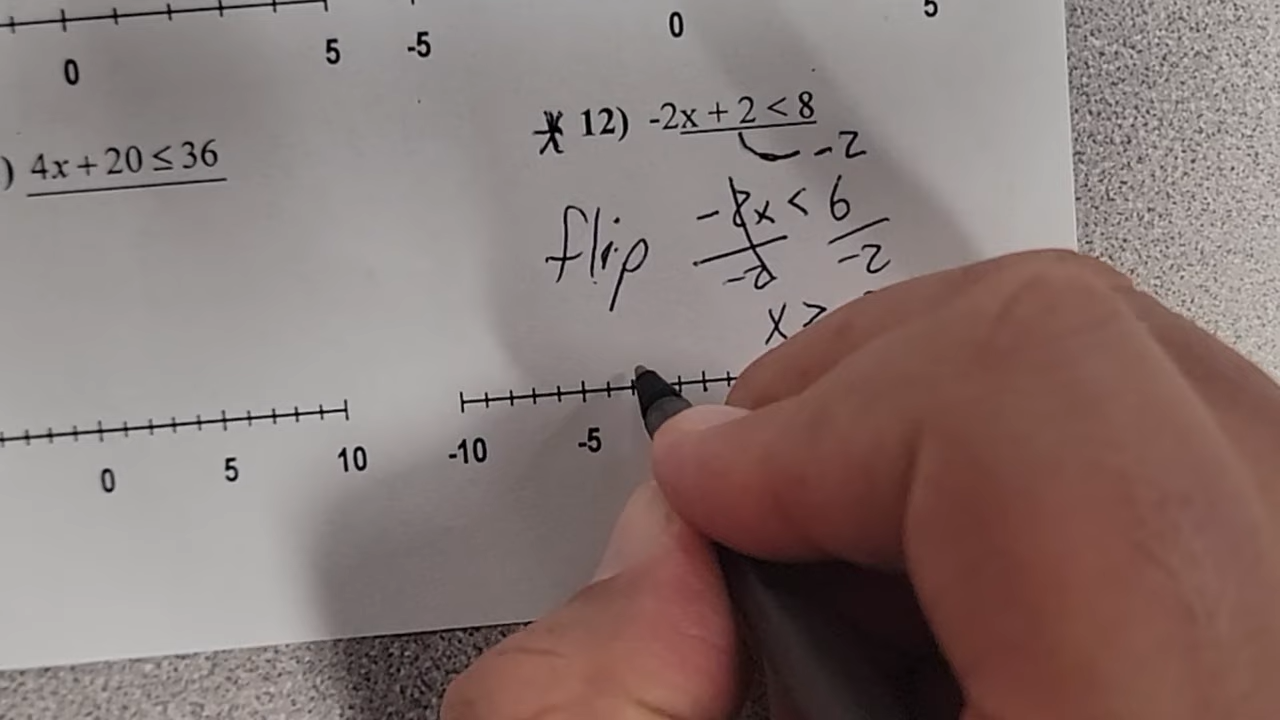 0 5 -5 0 5
) 4x + 20 ≤ 36
12) -2x + 2 < 8
-2
flip -2x < 6
-2 -2
x >
0 5 10 -10 -5